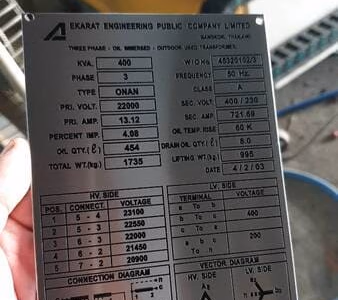 EKARAT ENGINEERING PUBLIC COMPANY LIMITED
BANGKOK, THAILAND
THREE PHASE - OIL IMMERSED - OUTDOOR TRANSFORMER
KVA. 400
PHASE 3
TYPE ONAN
PRI. VOLT. 22000
PRI. AMP. 13.12
PERCENT IMP. 4.08
OIL QTY.(ℓ) 454
TOTAL WT.(kg.) 1735
FREQUENCY 50 Hz.
CLASS A
SEC. VOLT. 400 / 230
SEC. AMP. 721.69
OIL TEMP. RISE 60 K
DRAIN OIL QTY.(ℓ) 8.0
LIFTING WT.(kg.) 995
DATE 4 / 2 / 03
HV. SIDE
POS. CONNECT. VOLTAGE
1 5 - 4 23100
2 5 - 3 22550
3 6 - 3 22000
4 6 - 2 21450
5 7 - 2 20900
LV. SIDE
TERMINAL VOLTAGE
a To b
b To c 400
c To a
a b c
To n 230
CONNECTION DIAGRAM
VECTOR DIAGRAM
HV. SIDE LV. SIDE